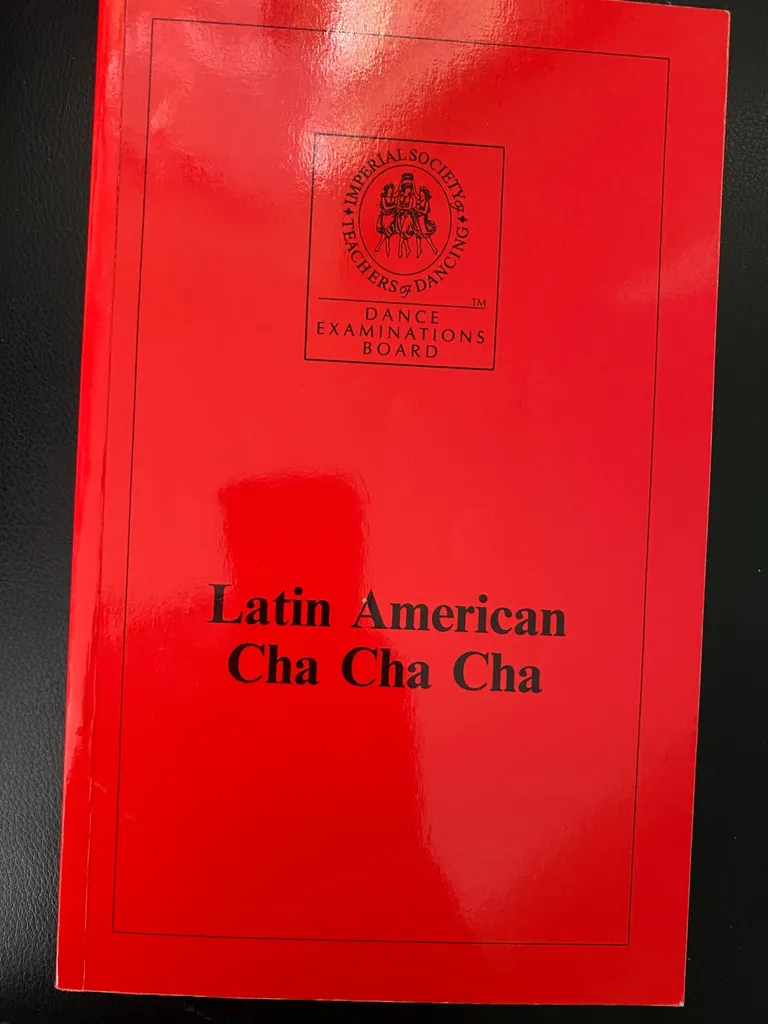 IMPERIAL SOCIETY of
TEACHERS of DANCING
TM
DANCE
EXAMINATIONS
BOARD
Latin American
Cha Cha Cha